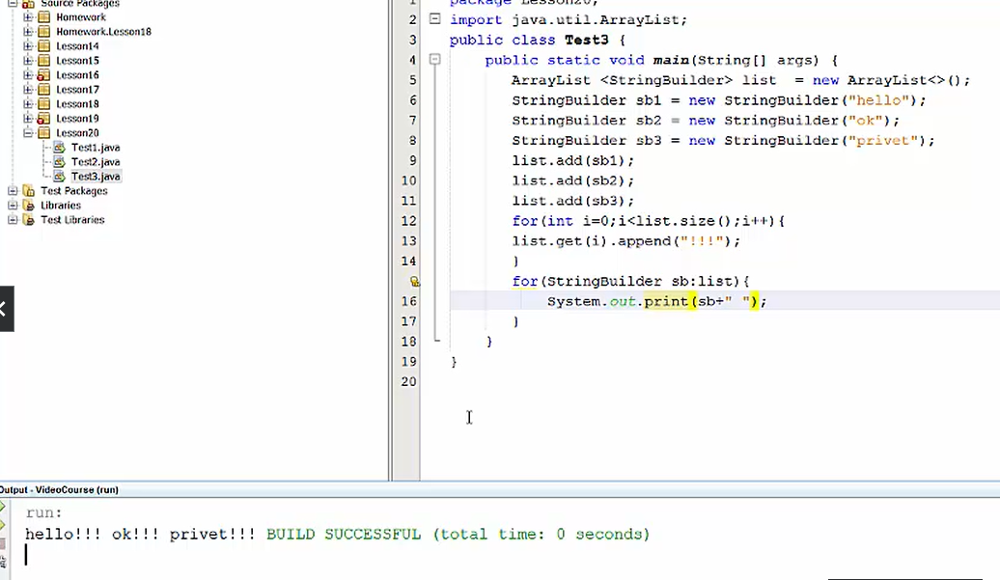 Source Packages
Homework
Homework.Lesson18
Lesson14
Lesson15
Lesson16
Lesson17
Lesson18
Lesson19
Lesson20
Test1.java
Test2.java
Test3.java
Test Packages
Libraries
Test Libraries
package Lesson20;
2 import java.util.ArrayList;
3 public class Test3 {
4 public static void main(String[] args) {
5 ArrayList <StringBuilder> list = new ArrayList<>();
6 StringBuilder sb1 = new StringBuilder("hello");
7 StringBuilder sb2 = new StringBuilder("ok");
8 StringBuilder sb3 = new StringBuilder("privet");
9 list.add(sb1);
10 list.add(sb2);
11 list.add(sb3);
12 for(int i=0;i<list.size();i++){
13 list.get(i).append("!!!");
14 }
for(StringBuilder sb:list){
16 System.out.print(sb+" ");
17 }
18 }
19 }
20
Output - VideoCourse (run)
run:
hello!!! ok!!! privet!!! BUILD SUCCESSFUL (total time: 0 seconds)